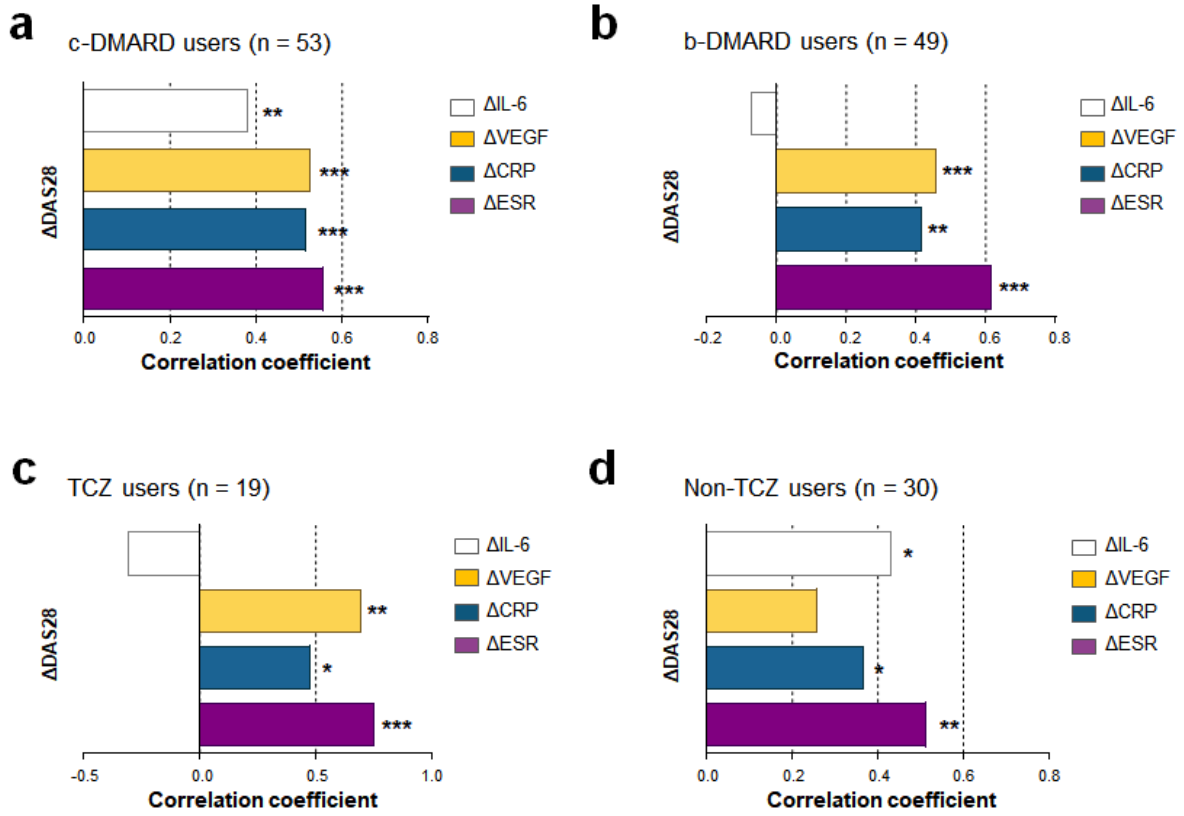 a
c-DMARD users (n = 53)
**
***
***
***
ΔDAS28
0.0 0.2 0.4 0.6 0.8
Correlation coefficient
ΔIL-6
ΔVEGF
ΔCRP
ΔESR
b
b-DMARD users (n = 49)
***
**
***
ΔDAS28
-0.2 0.0 0.2 0.4 0.6 0.8
Correlation coefficient
ΔIL-6
ΔVEGF
ΔCRP
ΔESR
c
TCZ users (n = 19)
**
*
***
ΔDAS28
-0.5 0.0 0.5 1.0
Correlation coefficient
ΔIL-6
ΔVEGF
ΔCRP
ΔESR
d
Non-TCZ users (n = 30)
*
*
**
ΔDAS28
0.0 0.2 0.4 0.6 0.8
Correlation coefficient
ΔIL-6
ΔVEGF
ΔCRP
ΔESR